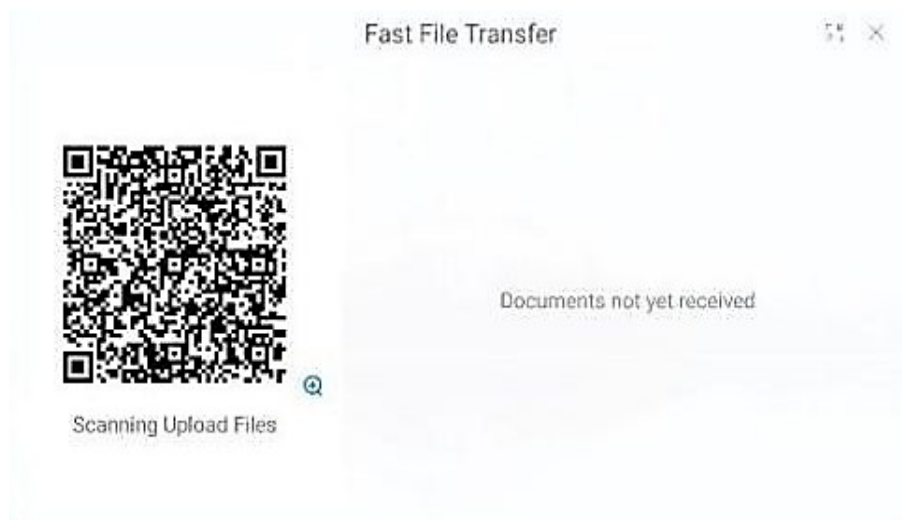 Fast File Transfer
Documents not yet received
Scanning Upload Files